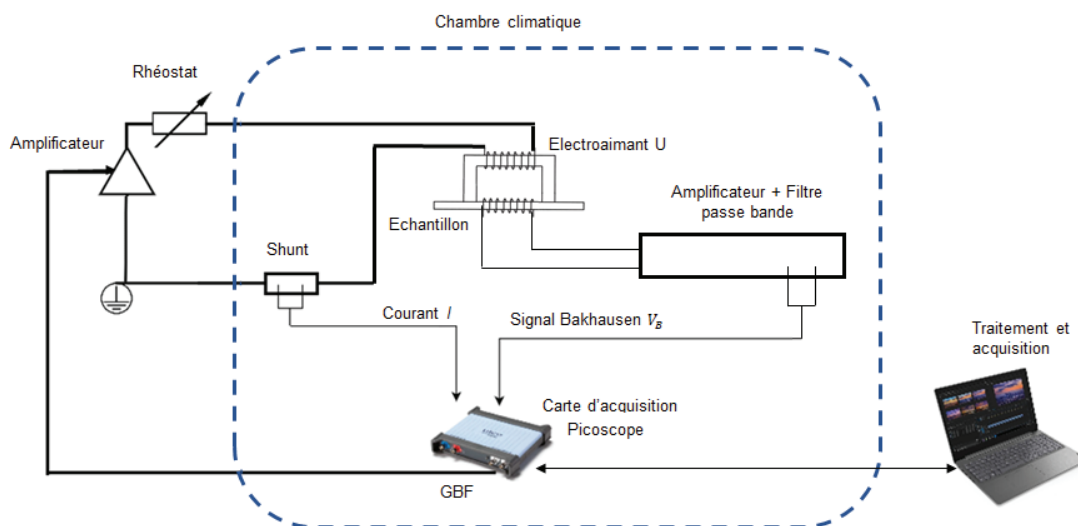 Chambre climatique
Rhéostat
Amplificateur
Electroaimant U
Amplificateur + Filtre
passe bande
Echantillon
Shunt
Courant I
Signal Bakhausen V_B
Traitement et
acquisition
Carte d'acquisition
Picoscope
GBF